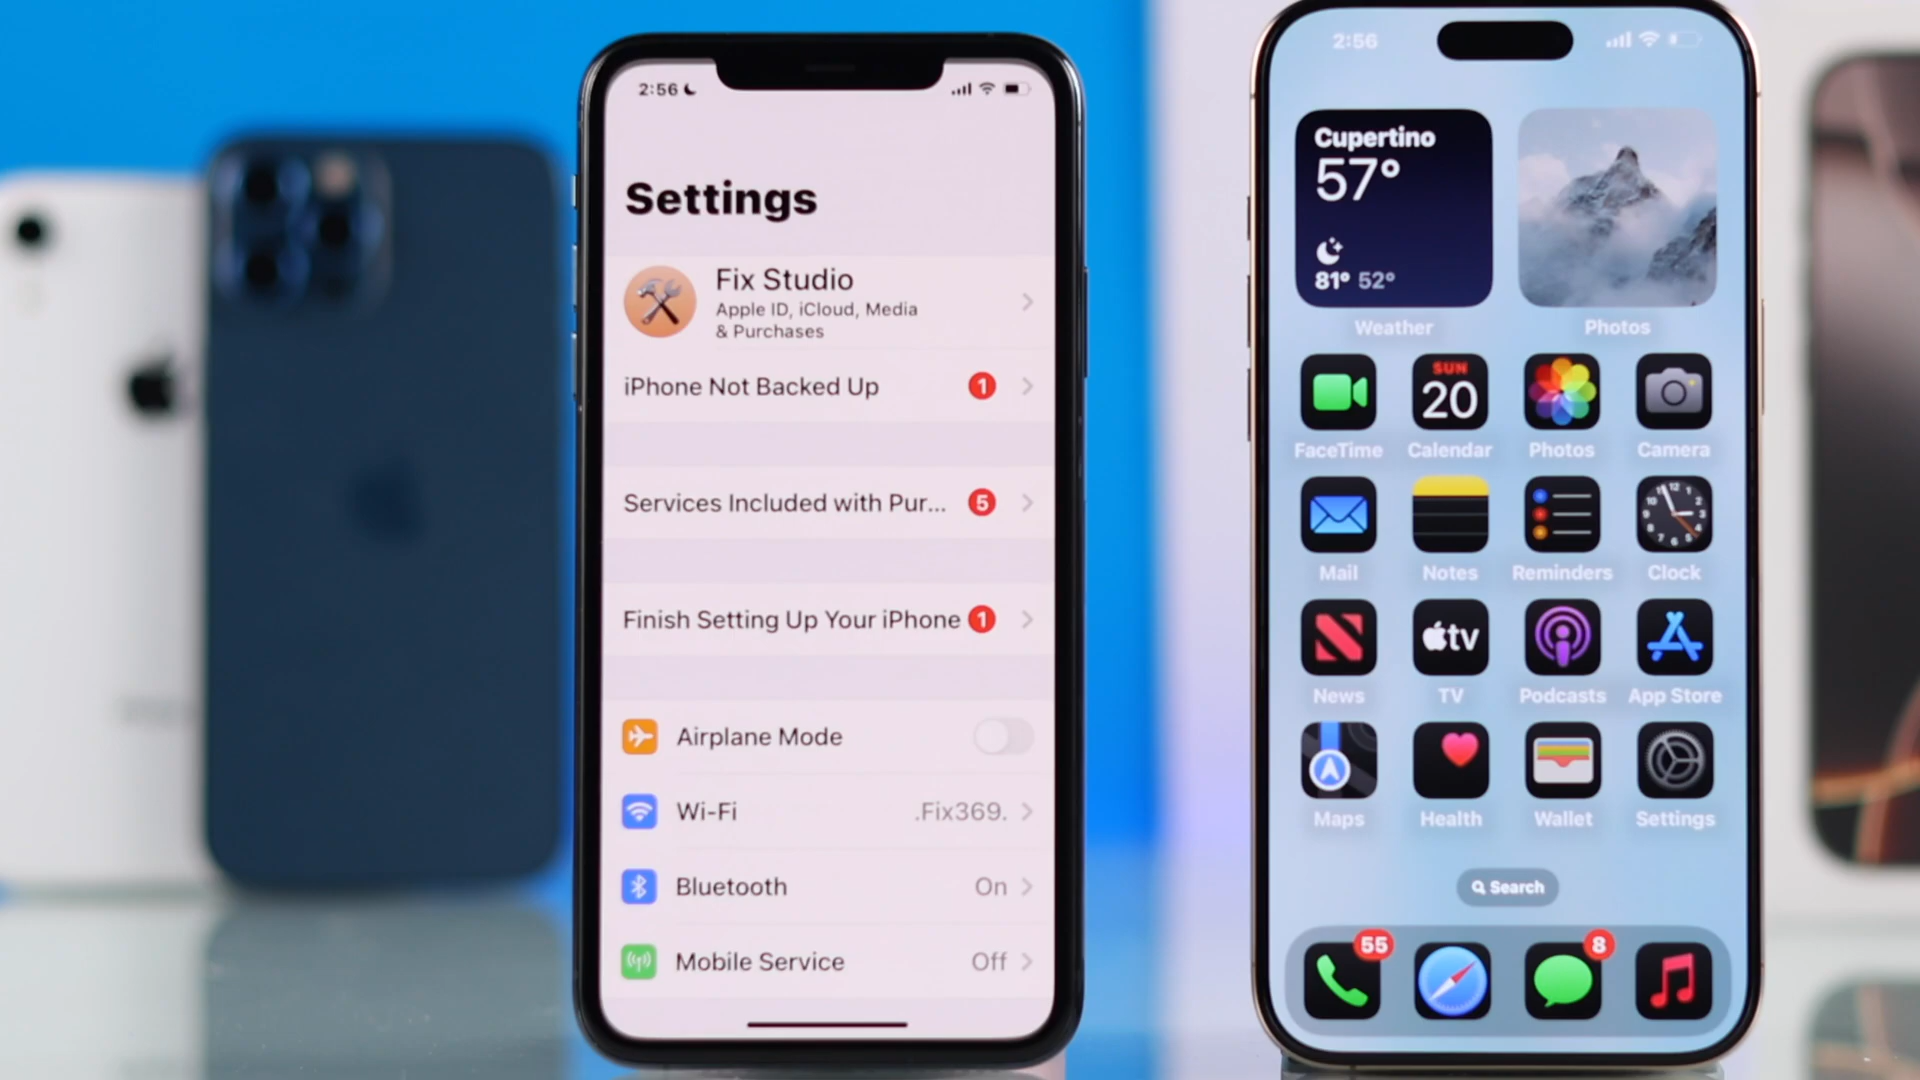 2:56
Settings
Fix Studio
Apple ID, iCloud, Media
& Purchases
iPhone Not Backed Up
1
Services Included with Pur...
5
Finish Setting Up Your iPhone
1
Airplane Mode
Wi-Fi
.Fix369.
Bluetooth
On
Mobile Service
Off
2:56
Cupertino
57°
81° 52°
Weather
Photos
SUN
20
FaceTime
Calendar
Photos
Camera
Mail
Notes
Reminders
Clock
tv
News
TV
Podcasts
App Store
Maps
Health
Wallet
Settings
Search
55
8